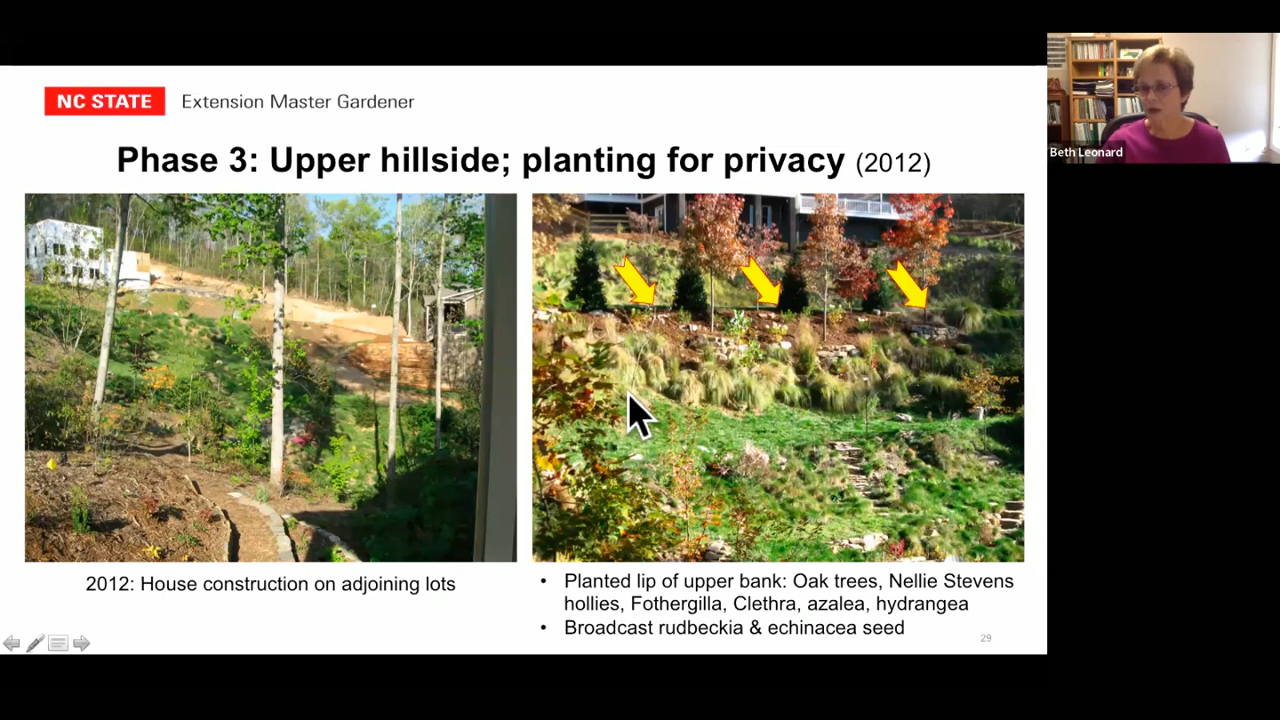 NC STATE Extension Master Gardener
Phase 3: Upper hillside; planting for privacy (2012)
Beth Leonard
2012: House construction on adjoining lots
• Planted lip of upper bank: Oak trees, Nellie Stevens
hollies, Fothergilla, Clethra, azalea, hydrangea
• Broadcast rudbeckia & echinacea seed
29